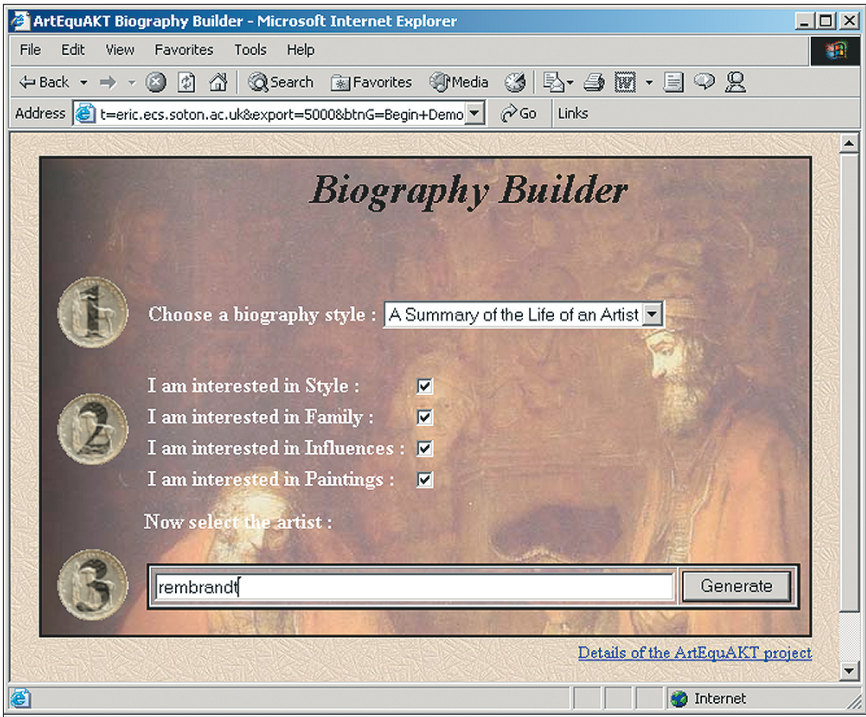 ArtEquAKT Biography Builder - Microsoft Internet Explorer
File Edit View Favorites Tools Help
Back Search Favorites Media
Address t=eric.ecs.soton.ac.uk&export=5000&btnG=Begin+Demo Go Links
Biography Builder
1 Choose a biography style : A Summary of the Life of an Artist
I am interested in Style :
I am interested in Family :
2
I am interested in Influences :
I am interested in Paintings :
Now select the artist :
3 rembrandt Generate
Details of the ArtEquAKT project
Internet